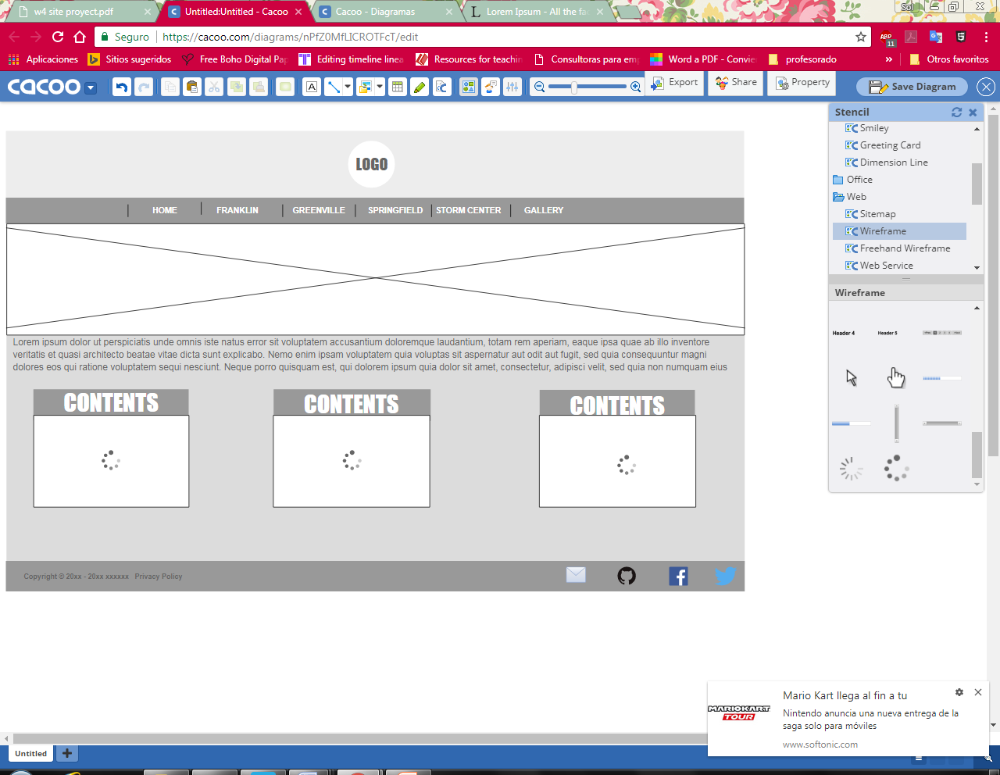 w4 site proyect.pdf
Untitled:Untitled - Cacoo
Cacoo - Diagramas
Lorem Ipsum - All the fa
Sol
Seguro
https://cacoo.com/diagrams/nPfZ0MfLICROTFcT/edit
ABP
11
Aplicaciones
Sitios sugeridos
Free Boho Digital Pap
Editing timeline linea
Resources for teachin
Consultoras para emp
Word a PDF - Convie
profesorado
»
Otros favoritos
cacoo
A
Export
Share
Property
Save Diagram
Stencil
Smiley
Greeting Card
Dimension Line
Office
Web
Sitemap
Wireframe
Freehand Wireframe
Web Service
Wireframe
Header 4
Header 5
LOGO
HOME
FRANKLIN
GREENVILLE
SPRINGFIELD
STORM CENTER
GALLERY
Lorem ipsum dolor ut perspiciatis unde omnis iste natus error sit voluptatem accusantium doloremque laudantium, totam rem aperiam, eaque ipsa quae ab illo inventore
veritatis et quasi architecto beatae vitae dicta sunt explicabo. Nemo enim ipsam voluptatem quia voluptas sit aspernatur aut odit aut fugit, sed quia consequuntur magni
dolores eos qui ratione voluptatem sequi nesciunt. Neque porro quisquam est, qui dolorem ipsum quia dolor sit amet, consectetur, adipisci velit, sed quia non numquam eius
CONTENTS
CONTENTS
CONTENTS
Copyright © 20xx - 20xx xxxxxx Privacy Policy
Mario Kart llega al fin a tu
Nintendo anuncia una nueva entrega de la
saga solo para móviles
www.softonic.com
MARIOKART
TOUR
Untitled